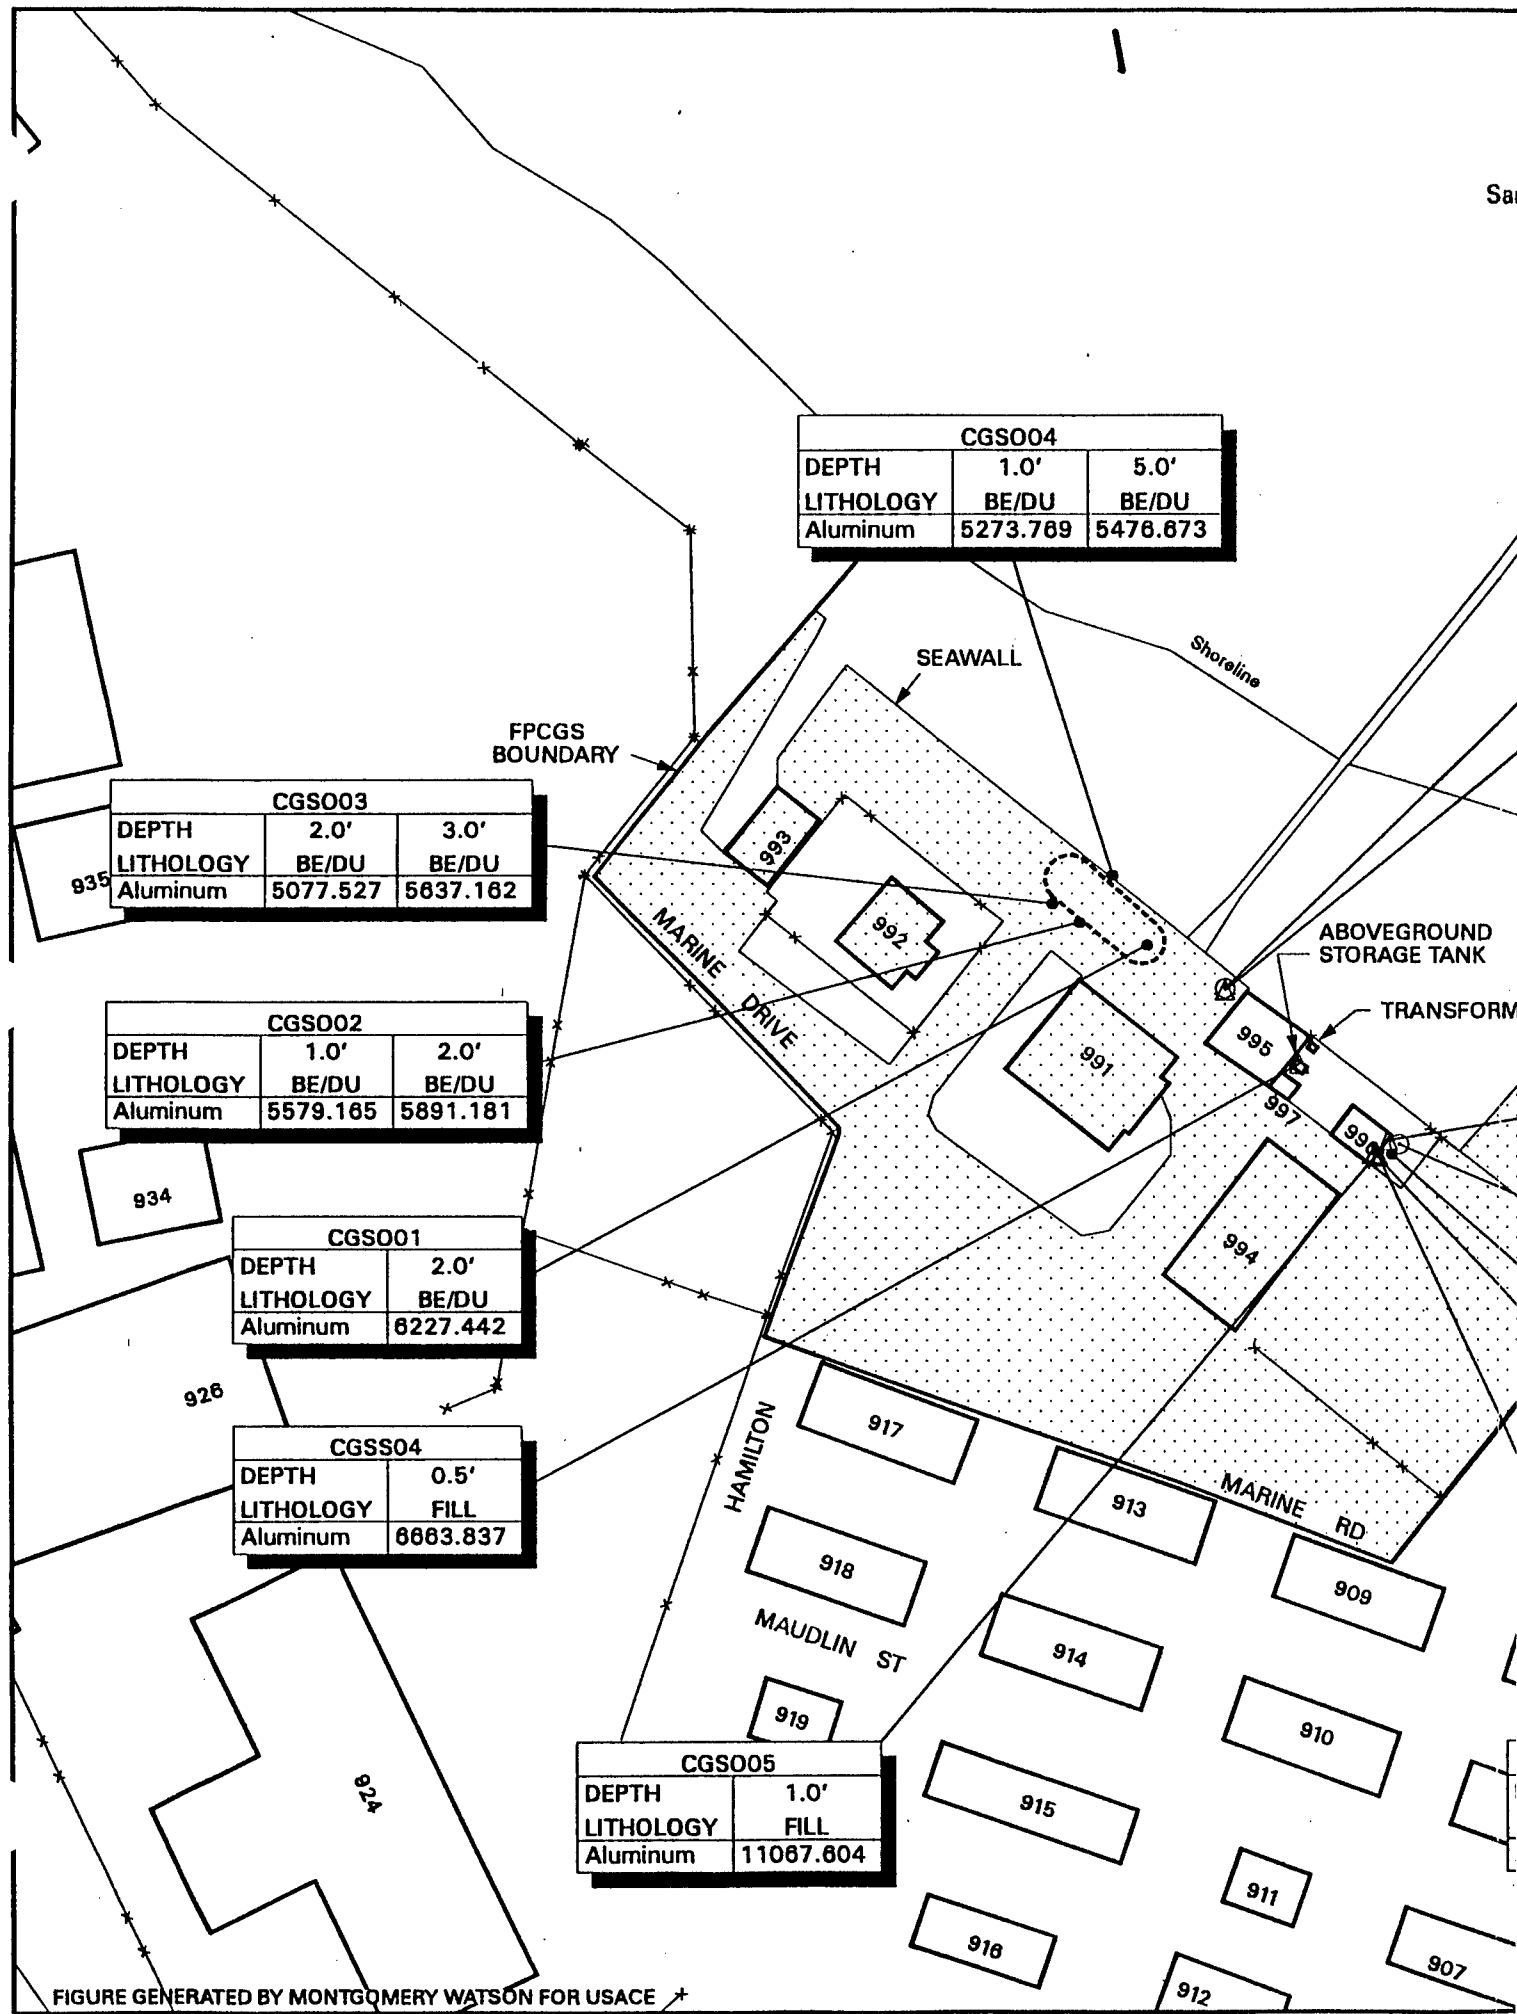 Sa
CGSO04
DEPTH 1.0' 5.0'
LITHOLOGY BE/DU BE/DU
Aluminum 5273.769 5476.673
SEAWALL
Shoreline
FPCGS
BOUNDARY
CGSO03
DEPTH 2.0' 3.0'
LITHOLOGY BE/DU BE/DU
Aluminum 5077.527 5637.162
935
993
992
MARINE DRIVE
ABOVEGROUND
STORAGE TANK
TRANSFORM
995
991
997
996
994
CGSO02
DEPTH 1.0' 2.0'
LITHOLOGY BE/DU BE/DU
Aluminum 5579.165 5891.181
934
CGSO01
DEPTH 2.0'
LITHOLOGY BE/DU
Aluminum 6227.442
926
CGSS04
DEPTH 0.5'
LITHOLOGY FILL
Aluminum 6663.837
HAMILTON
917
913
MARINE RD
918
909
MAUDLIN ST
914
919
910
924
CGSO05
DEPTH 1.0'
LITHOLOGY FILL
Aluminum 11067.604
915
911
916
907
912
FIGURE GENERATED BY MONTGOMERY WATSON FOR USACE